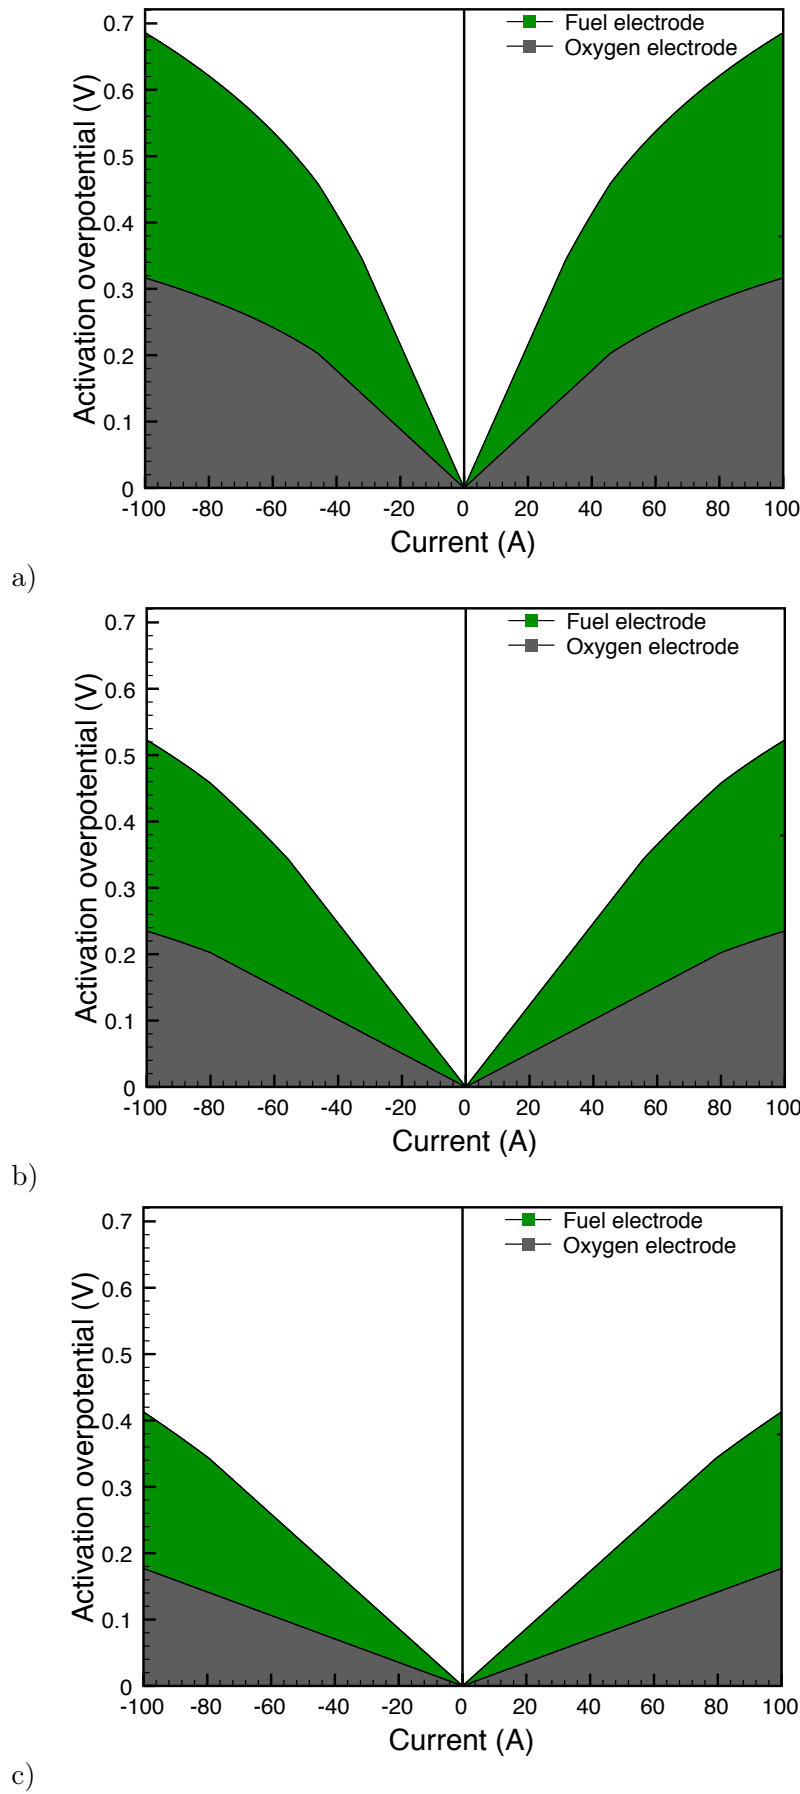 Fuel electrode
Oxygen electrode
0.7
0.6
0.5
0.4
0.3
0.2
0.1
0
Activation overpotential (V)
-100 -80 -60 -40 -20 0 20 40 60 80 100
Current (A)
a)
Fuel electrode
Oxygen electrode
0.7
0.6
0.5
0.4
0.3
0.2
0.1
0
Activation overpotential (V)
-100 -80 -60 -40 -20 0 20 40 60 80 100
Current (A)
b)
Fuel electrode
Oxygen electrode
0.7
0.6
0.5
0.4
0.3
0.2
0.1
0
Activation overpotential (V)
-100 -80 -60 -40 -20 0 20 40 60 80 100
Current (A)
c)